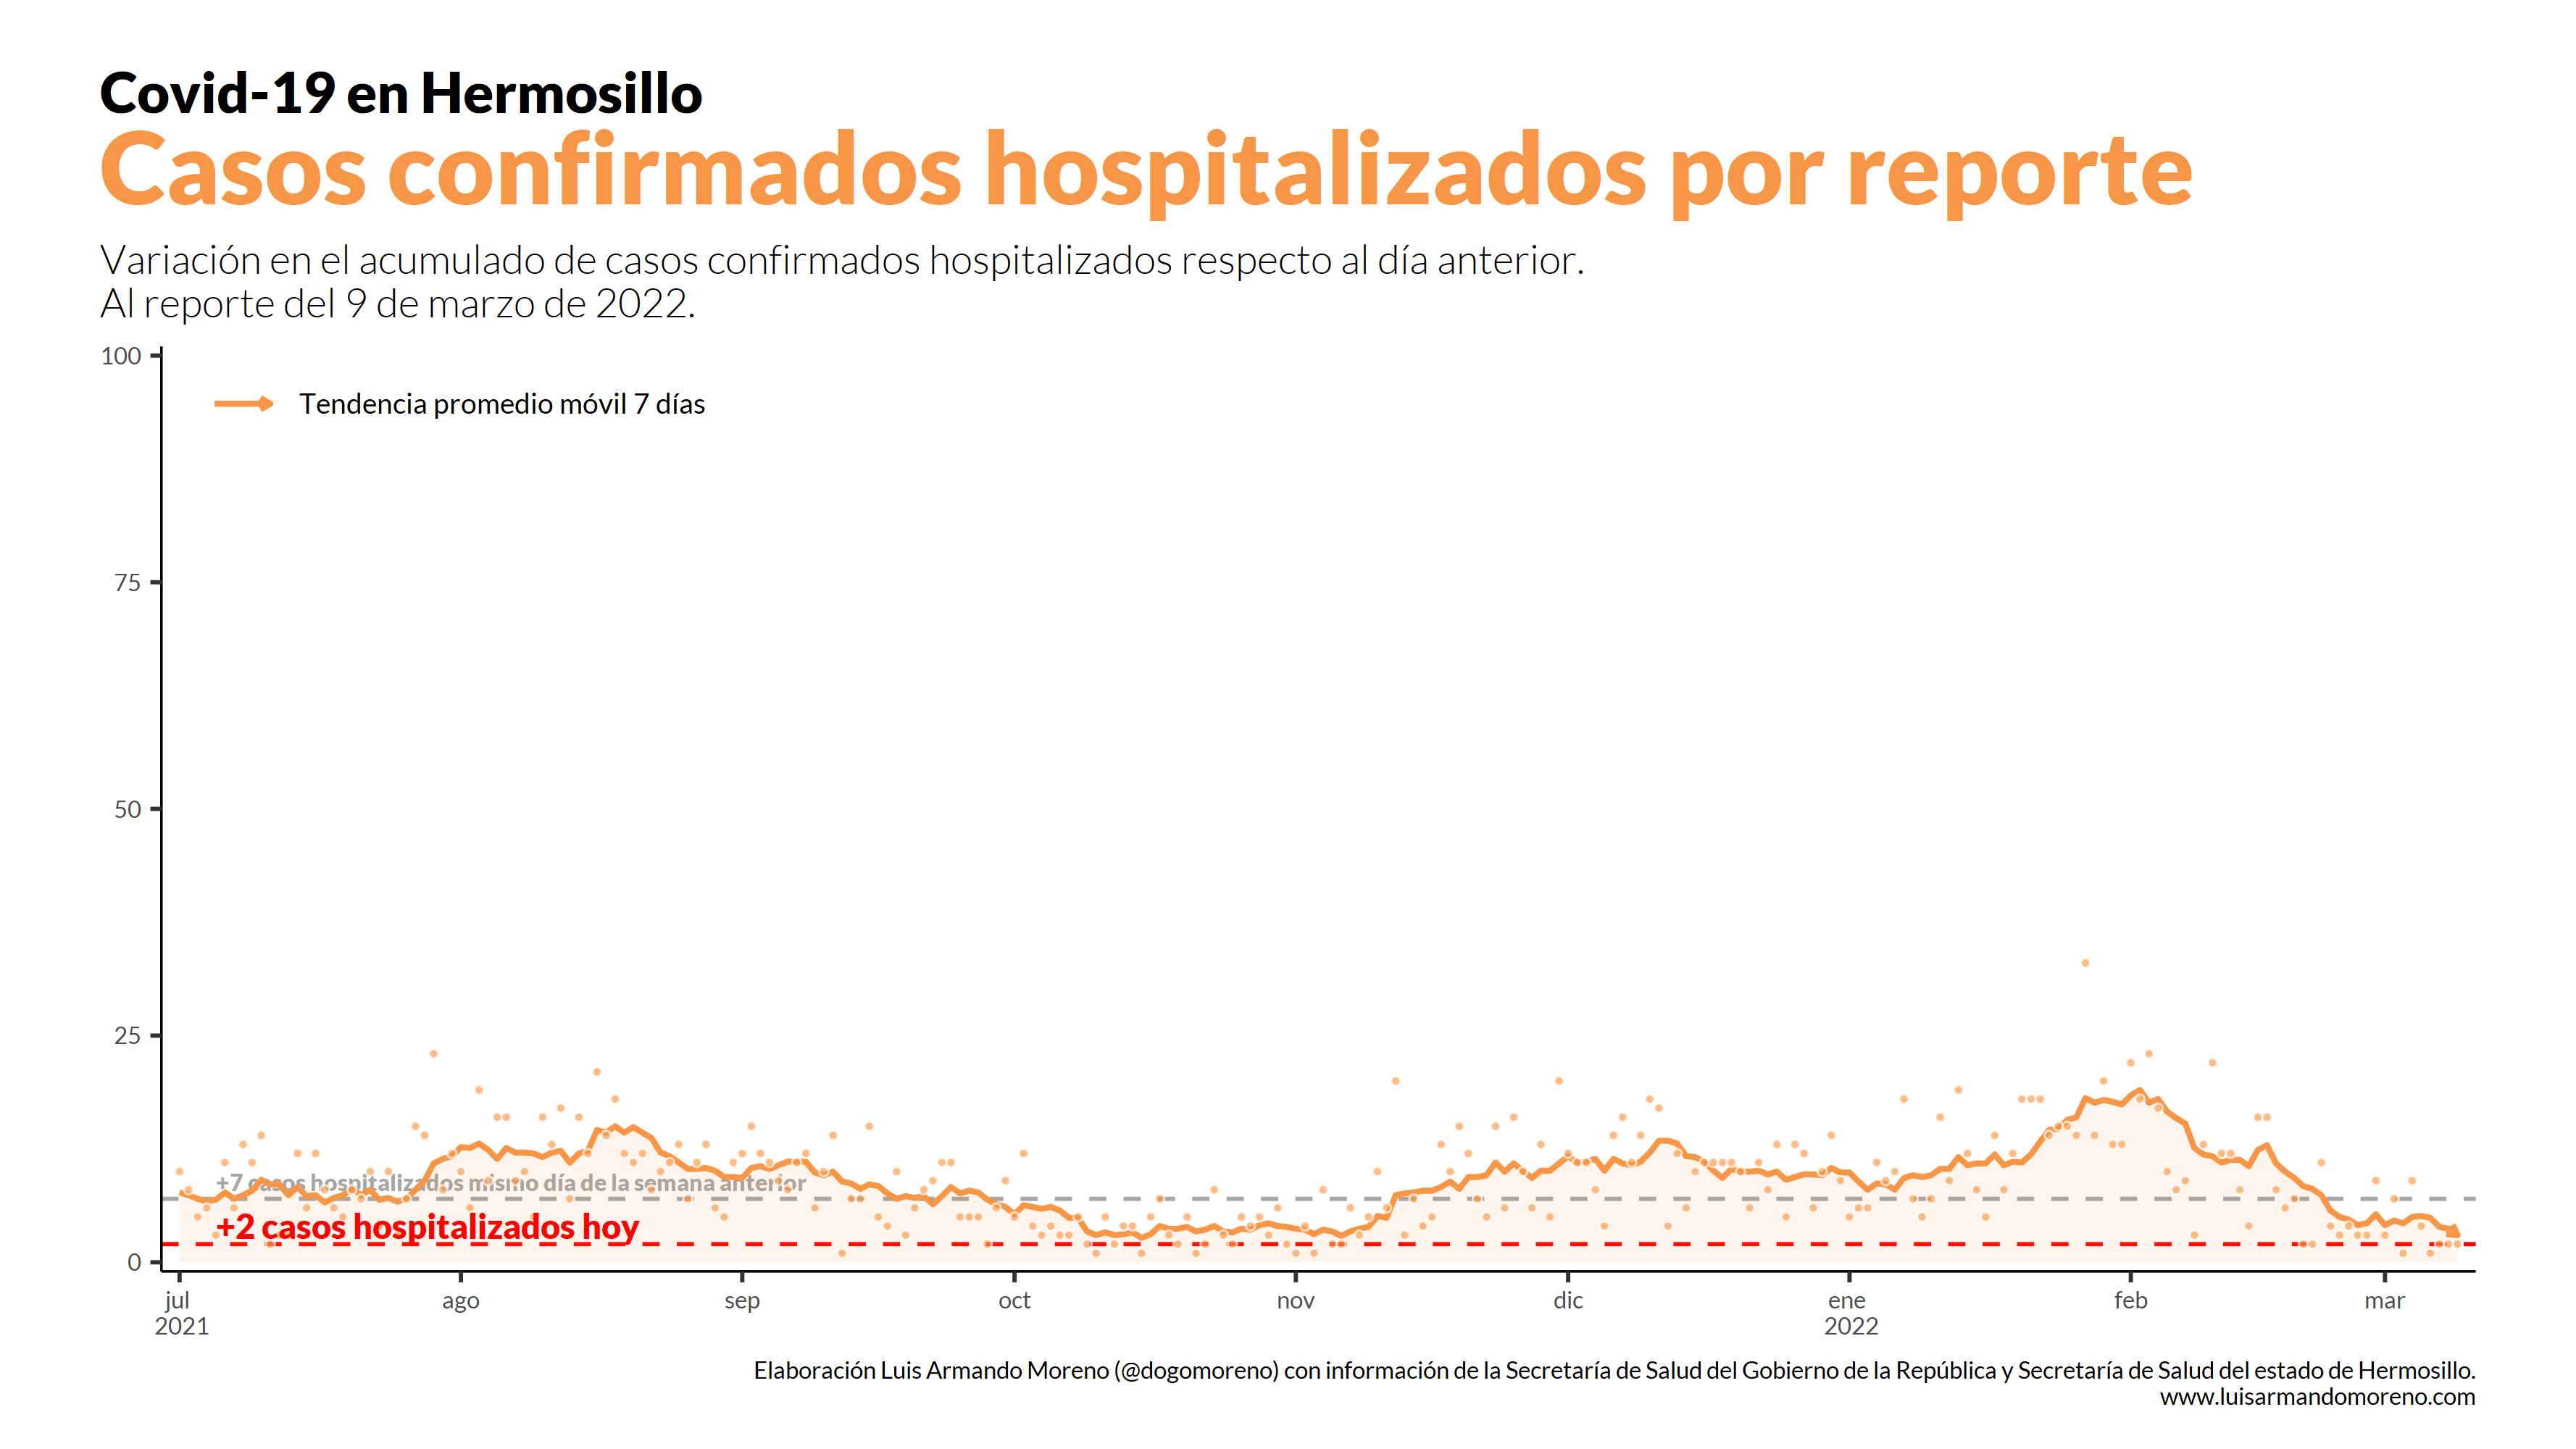 Covid-19 en Hermosillo
Casos confirmados hospitalizados por reporte
Variación en el acumulado de casos confirmados hospitalizados respecto al día anterior.
Al reporte del 9 de marzo de 2022.
100
Tendencia promedio móvil 7 días
75
50
25
+7 casos hospitalizados mismo día de la semana anterior
+2 casos hospitalizados hoy
0
jul ago sep oct nov dic ene feb mar
2021 2022
Elaboración Luis Armando Moreno (@dogomoreno) con información de la Secretaría de Salud del Gobierno de la República y Secretaría de Salud del estado de Hermosillo.
www.luisarmandomoreno.com